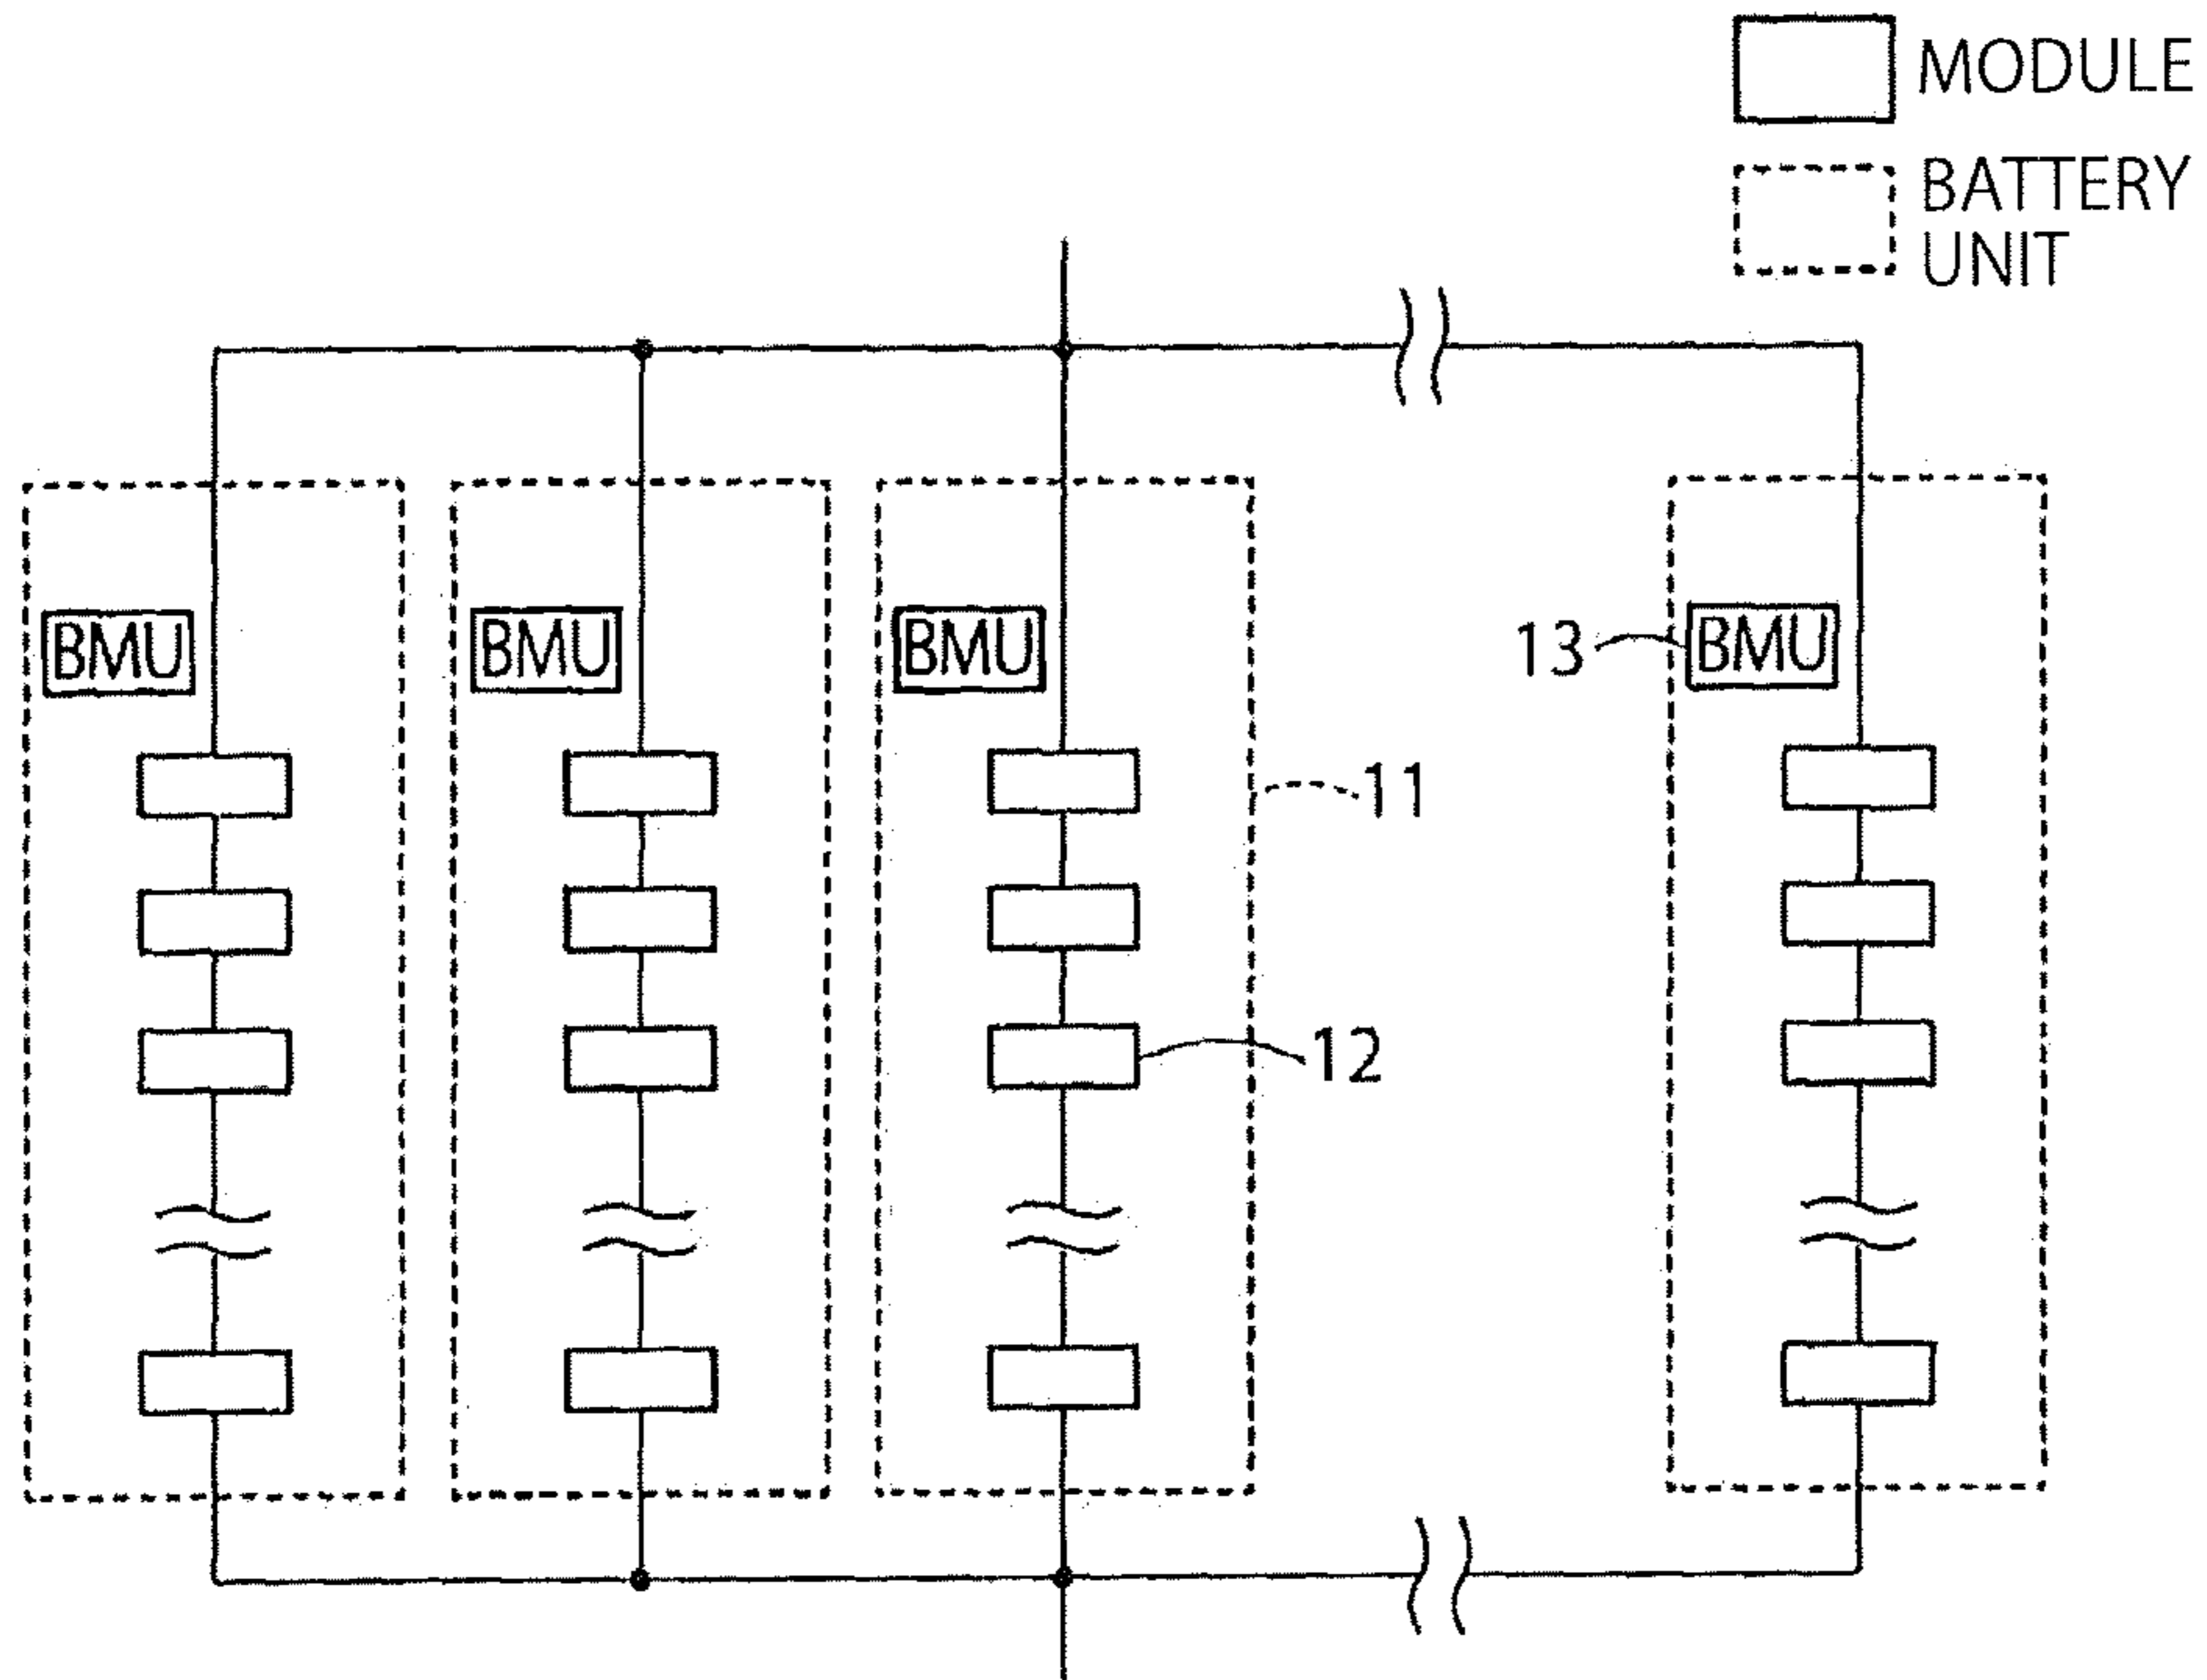 MODULE
BATTERY
UNIT
BMU BMU BMU 13 BMU
11
12